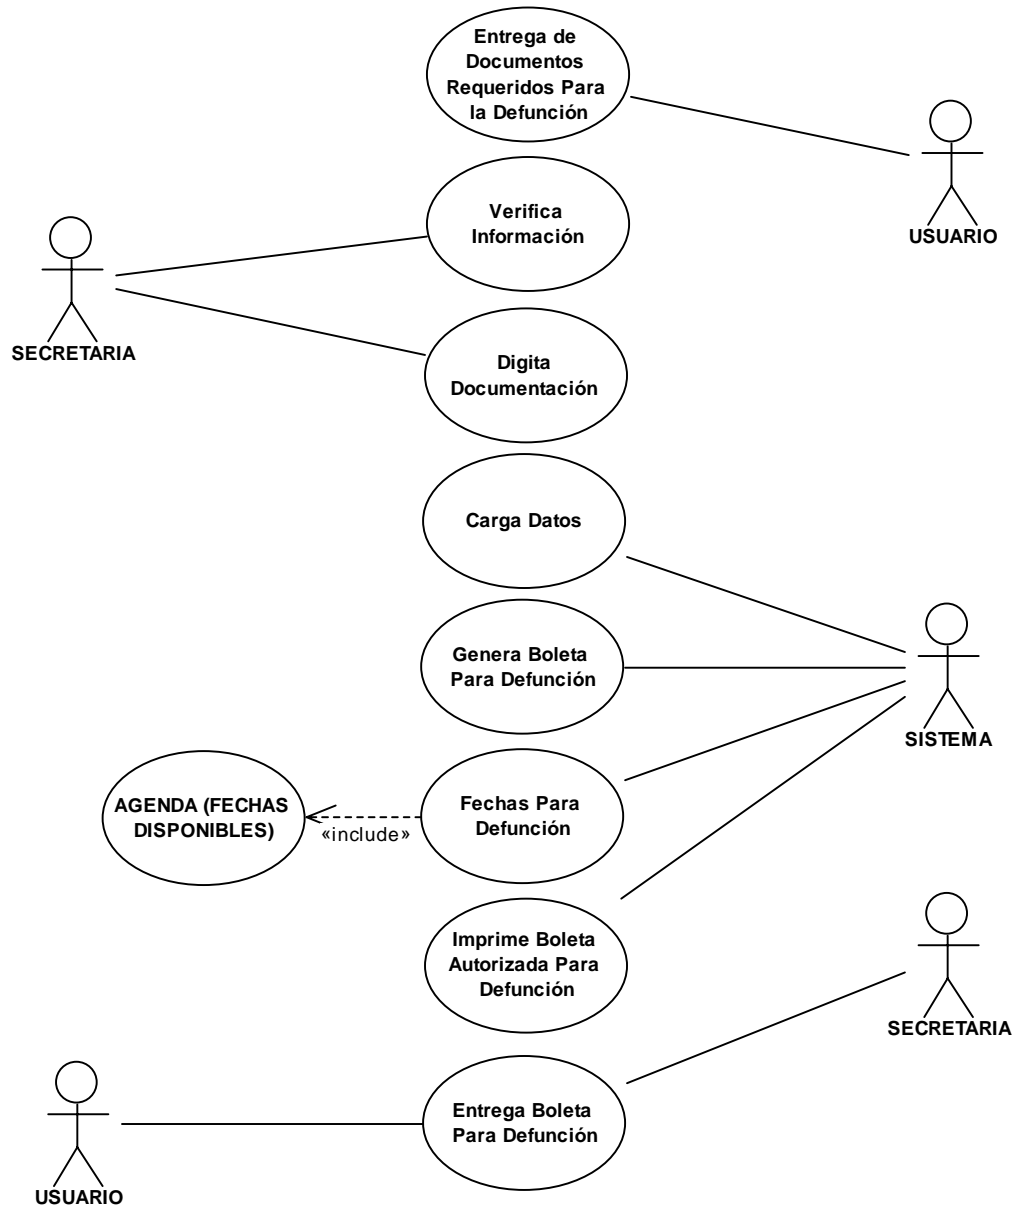 Entrega de
Documentos
Requeridos Para
la Defunción
USUARIO
Verifica
Información
SECRETARIA
Digita
Documentación
Carga Datos
Genera Boleta
Para Defunción
SISTEMA
AGENDA (FECHAS
DISPONIBLES)
«include»
Fechas Para
Defunción
Imprime Boleta
Autorizada Para
Defunción
SECRETARIA
Entrega Boleta
Para Defunción
USUARIO